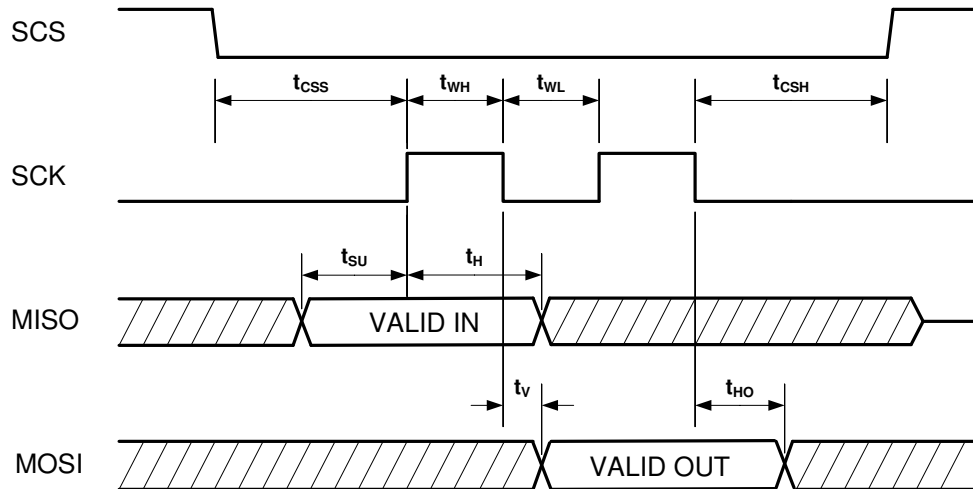 SCS
tCSS tWH tWL tCSH
SCK
tSU tH
MISO VALID IN
tV tHO
MOSI VALID OUT